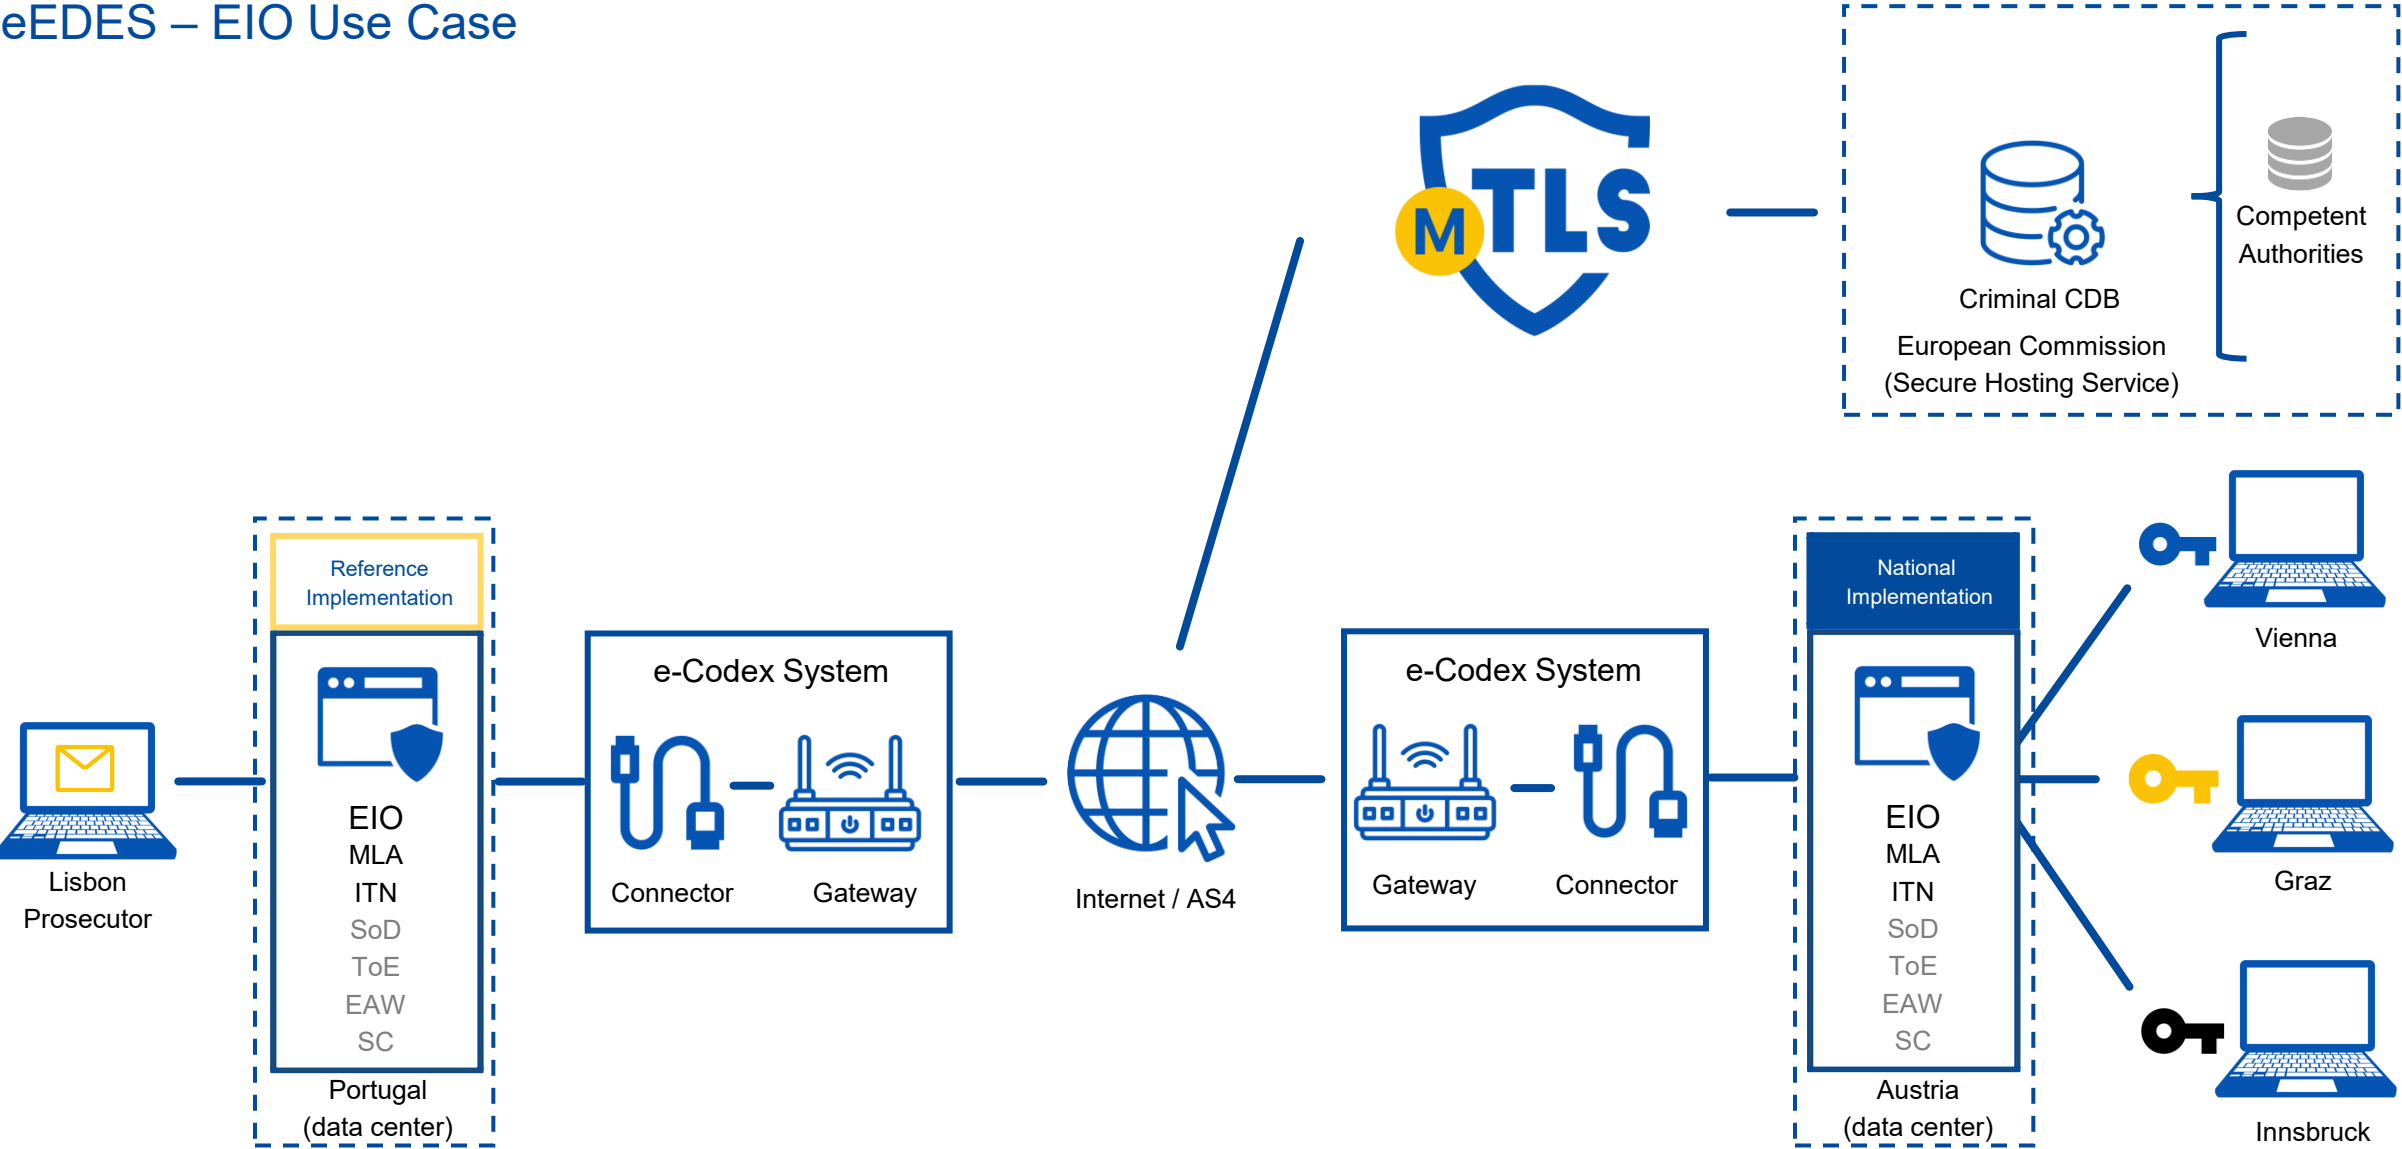 eEDES – EIO Use Case
M
TLS
Criminal CDB
European Commission
(Secure Hosting Service)
Competent
Authorities
Lisbon
Prosecutor
Reference
Implementation
EIO
MLA
ITN
SoD
ToE
EAW
SC
Portugal
(data center)
e-Codex System
Connector
Gateway
Internet / AS4
e-Codex System
Gateway
Connector
National
Implementation
EIO
MLA
ITN
SoD
ToE
EAW
SC
Austria
(data center)
Vienna
Graz
Innsbruck